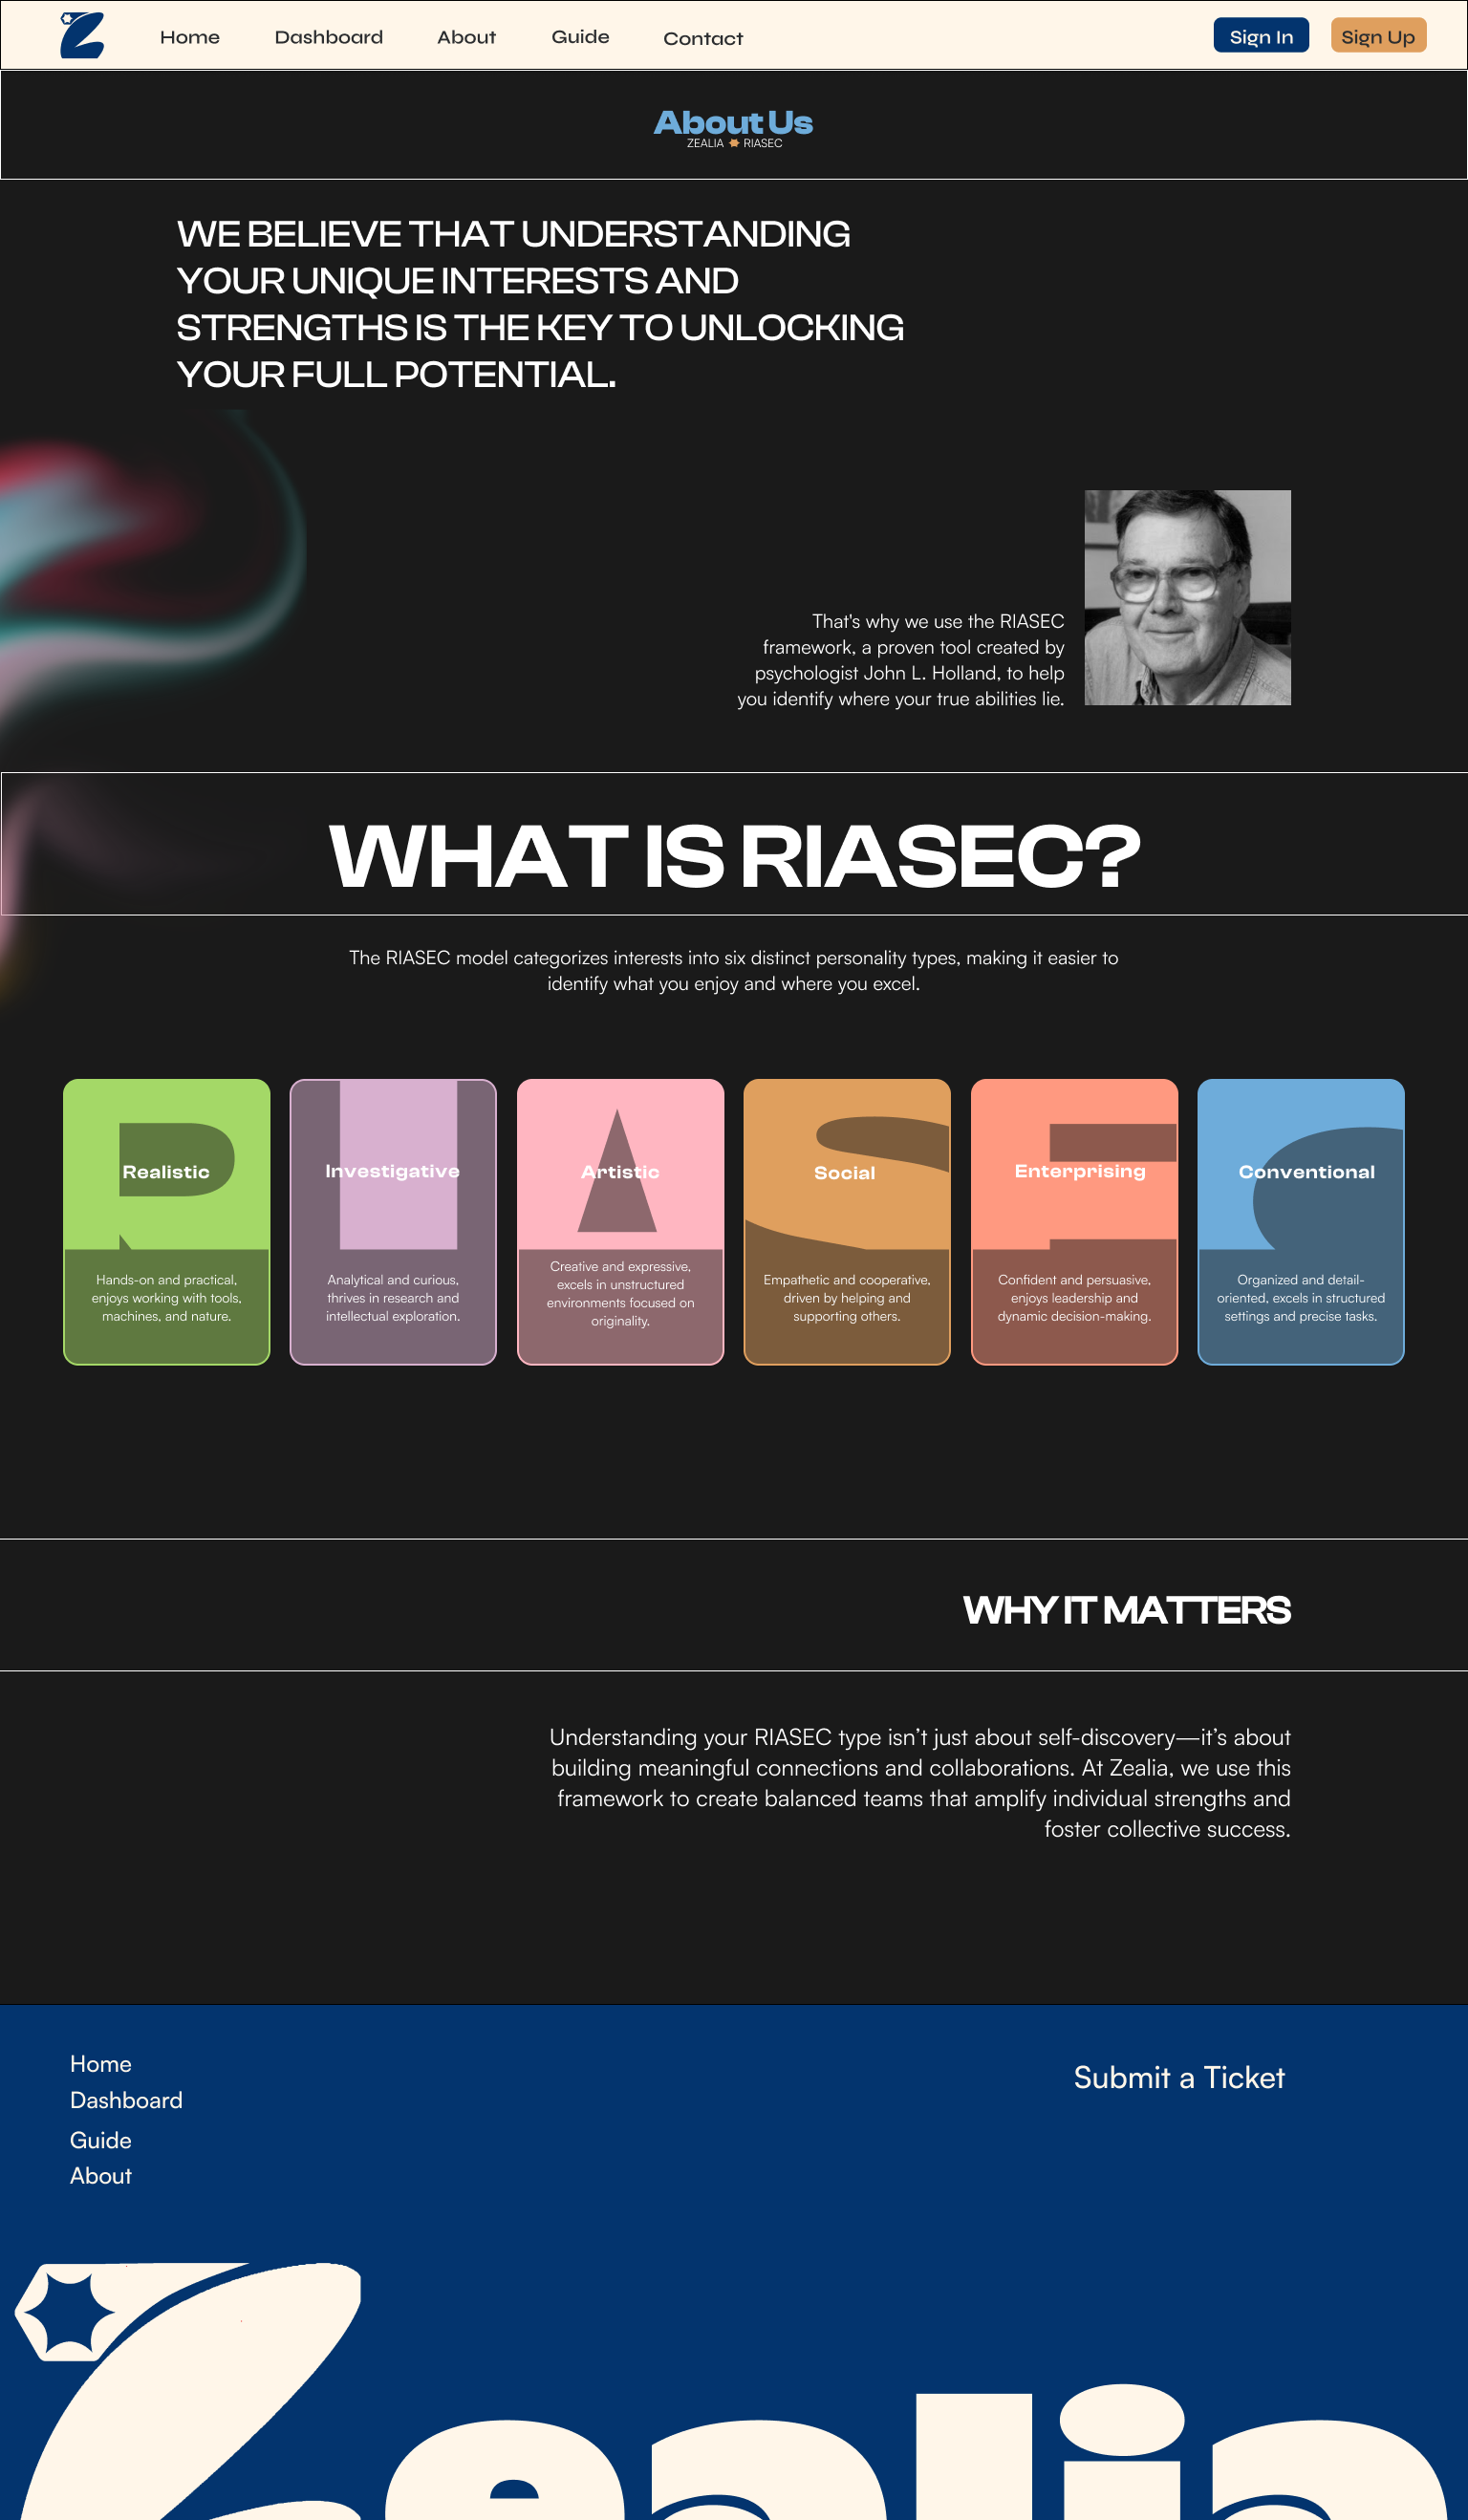 Home Dashboard About Guide Contact Sign In Sign Up
About Us
ZEALIA RIASEC
WE BELIEVE THAT UNDERSTANDING
YOUR UNIQUE INTERESTS AND
STRENGTHS IS THE KEY TO UNLOCKING
YOUR FULL POTENTIAL.
That's why we use the RIASEC
framework, a proven tool created by
psychologist John L. Holland, to help
you identify where your true abilities lie.
WHAT IS RIASEC?
The RIASEC model categorizes interests into six distinct personality types, making it easier to
identify what you enjoy and where you excel.
R
Realistic
Hands-on and practical,
enjoys working with tools,
machines, and nature.
I
Investigative
Analytical and curious,
thrives in research and
intellectual exploration.
A
Artistic
Creative and expressive,
excels in unstructured
environments focused on
originality.
S
Social
Empathetic and cooperative,
driven by helping and
supporting others.
E
Enterprising
Confident and persuasive,
enjoys leadership and
dynamic decision-making.
C
Conventional
Organized and detail-
oriented, excels in structured
settings and precise tasks.
WHY IT MATTERS
Understanding your RIASEC type isn’t just about self-discovery—it’s about
building meaningful connections and collaborations. At Zealia, we use this
framework to create balanced teams that amplify individual strengths and
foster collective success.
Home
Dashboard
Guide
About
Submit a Ticket
Zealia